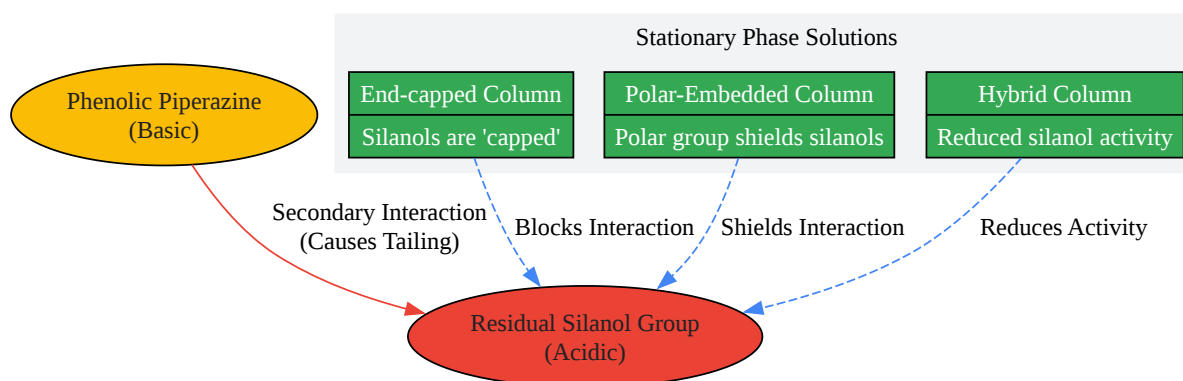 Stationary Phase Solutions
Phenolic Piperazine
(Basic)
End-capped Column
Silanols are 'capped'
Polar-Embedded Column
Polar group shields silanols
Hybrid Column
Reduced silanol activity
Secondary Interaction
(Causes Tailing)
Blocks Interaction
Shields Interaction
Reduces Activity
Residual Silanol Group
(Acidic)